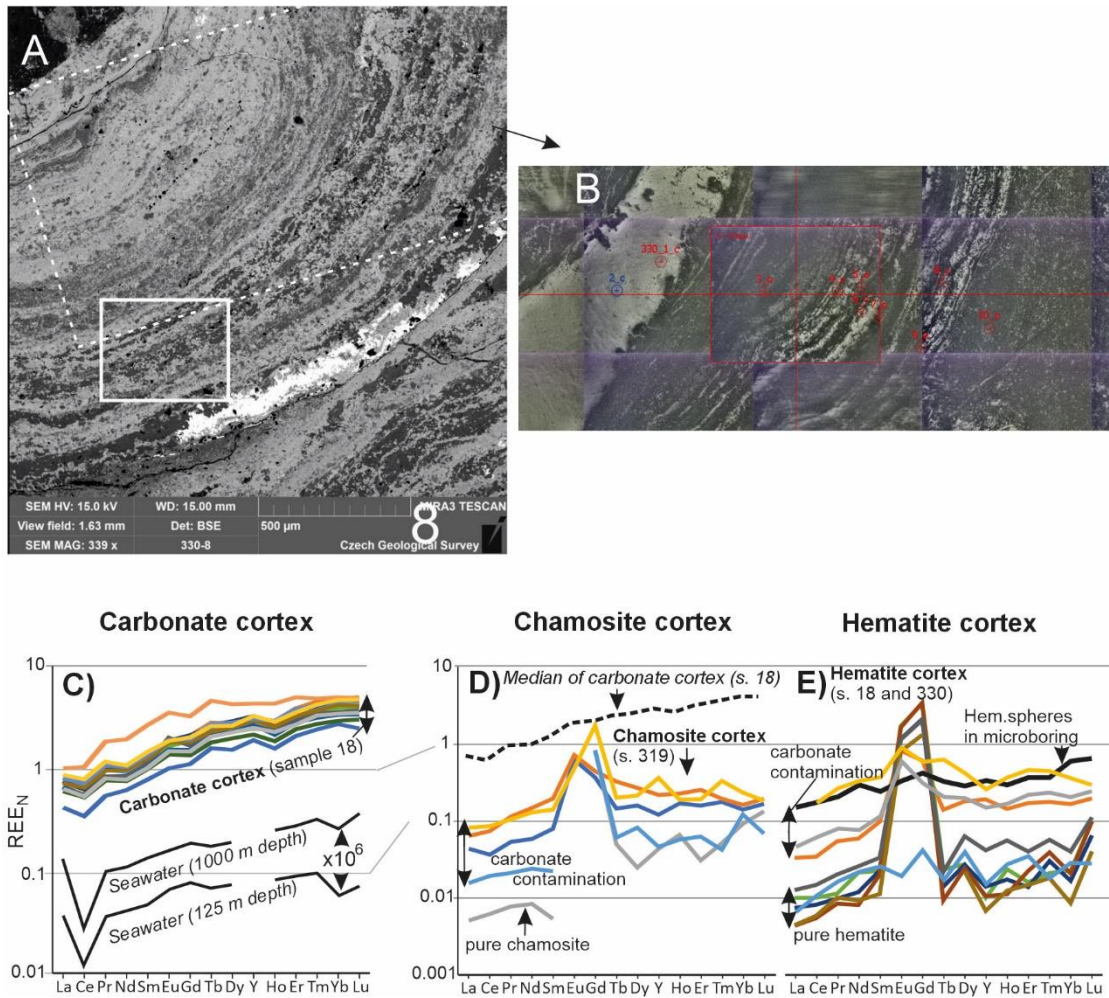 A
SEM HV: 15.0 kV
WD: 15.00 mm
MIRA3 TESCAN
View field: 1.63 mm
Det: BSE
500 µm
8
SEM MAG: 339 x
330-8
Czech Geological Survey
B
330_1_c
2_c
3_c
10_c
Carbonate cortex
Chamosite cortex
Hematite cortex
C)
10
1
0.1
0.01
REEN
Carbonate cortex (sample 18)
Seawater (1000 m depth)
Seawater (125 m depth)
x10⁶
La Ce Pr Nd Sm Eu Gd Tb Dy Y Ho Er Tm Yb Lu
D)
10
1
0.1
0.01
0.001
Median of carbonate cortex (s. 18)
Chamosite cortex
(s. 319)
carbonate
contamination
pure chamosite
La Ce Pr Nd Sm Eu Gd Tb Dy Y Ho Er Tm Yb Lu
E)
Hematite cortex
(s. 18 and 330)
Hem.spheres
in microboring
carbonate
contamination
pure hematite
La Ce Pr Nd Sm Eu Gd Tb Dy Y Ho Er Tm Yb Lu